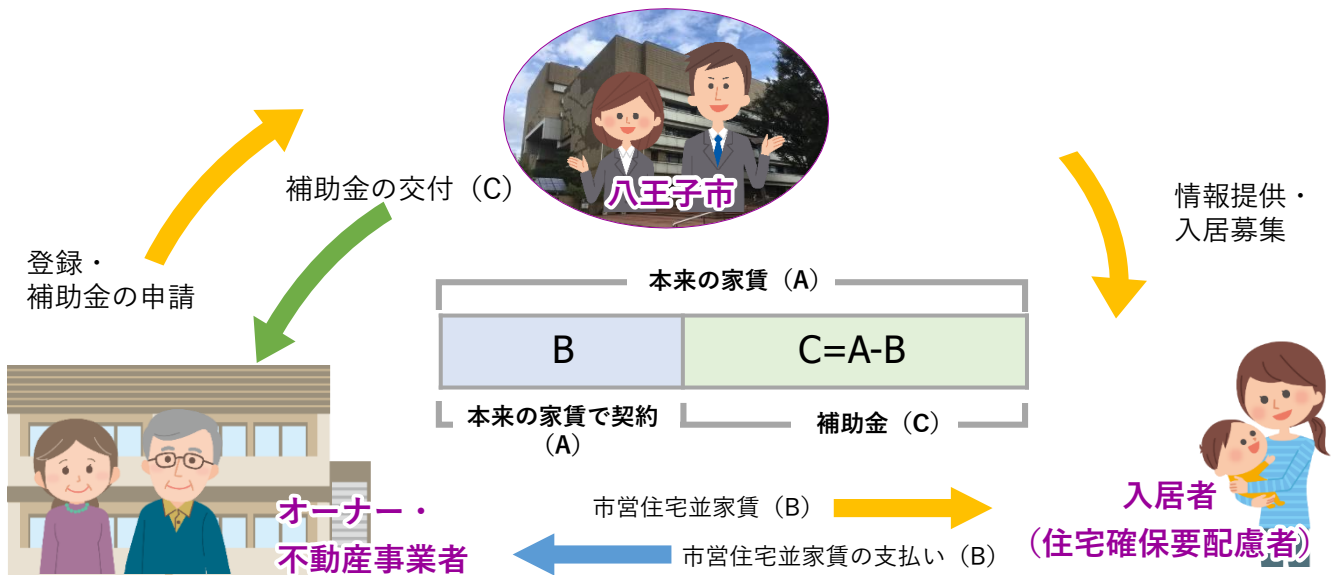 八王子市
補助金の交付（C）
登録・
補助金の申請
情報提供・
入居募集
本来の家賃（A）
B
C=A-B
本来の家賃で契約
（A）
補助金（C）
オーナー・
不動産事業者
市営住宅並家賃（B）
市営住宅並家賃の支払い（B）
入居者
（住宅確保要配慮者）